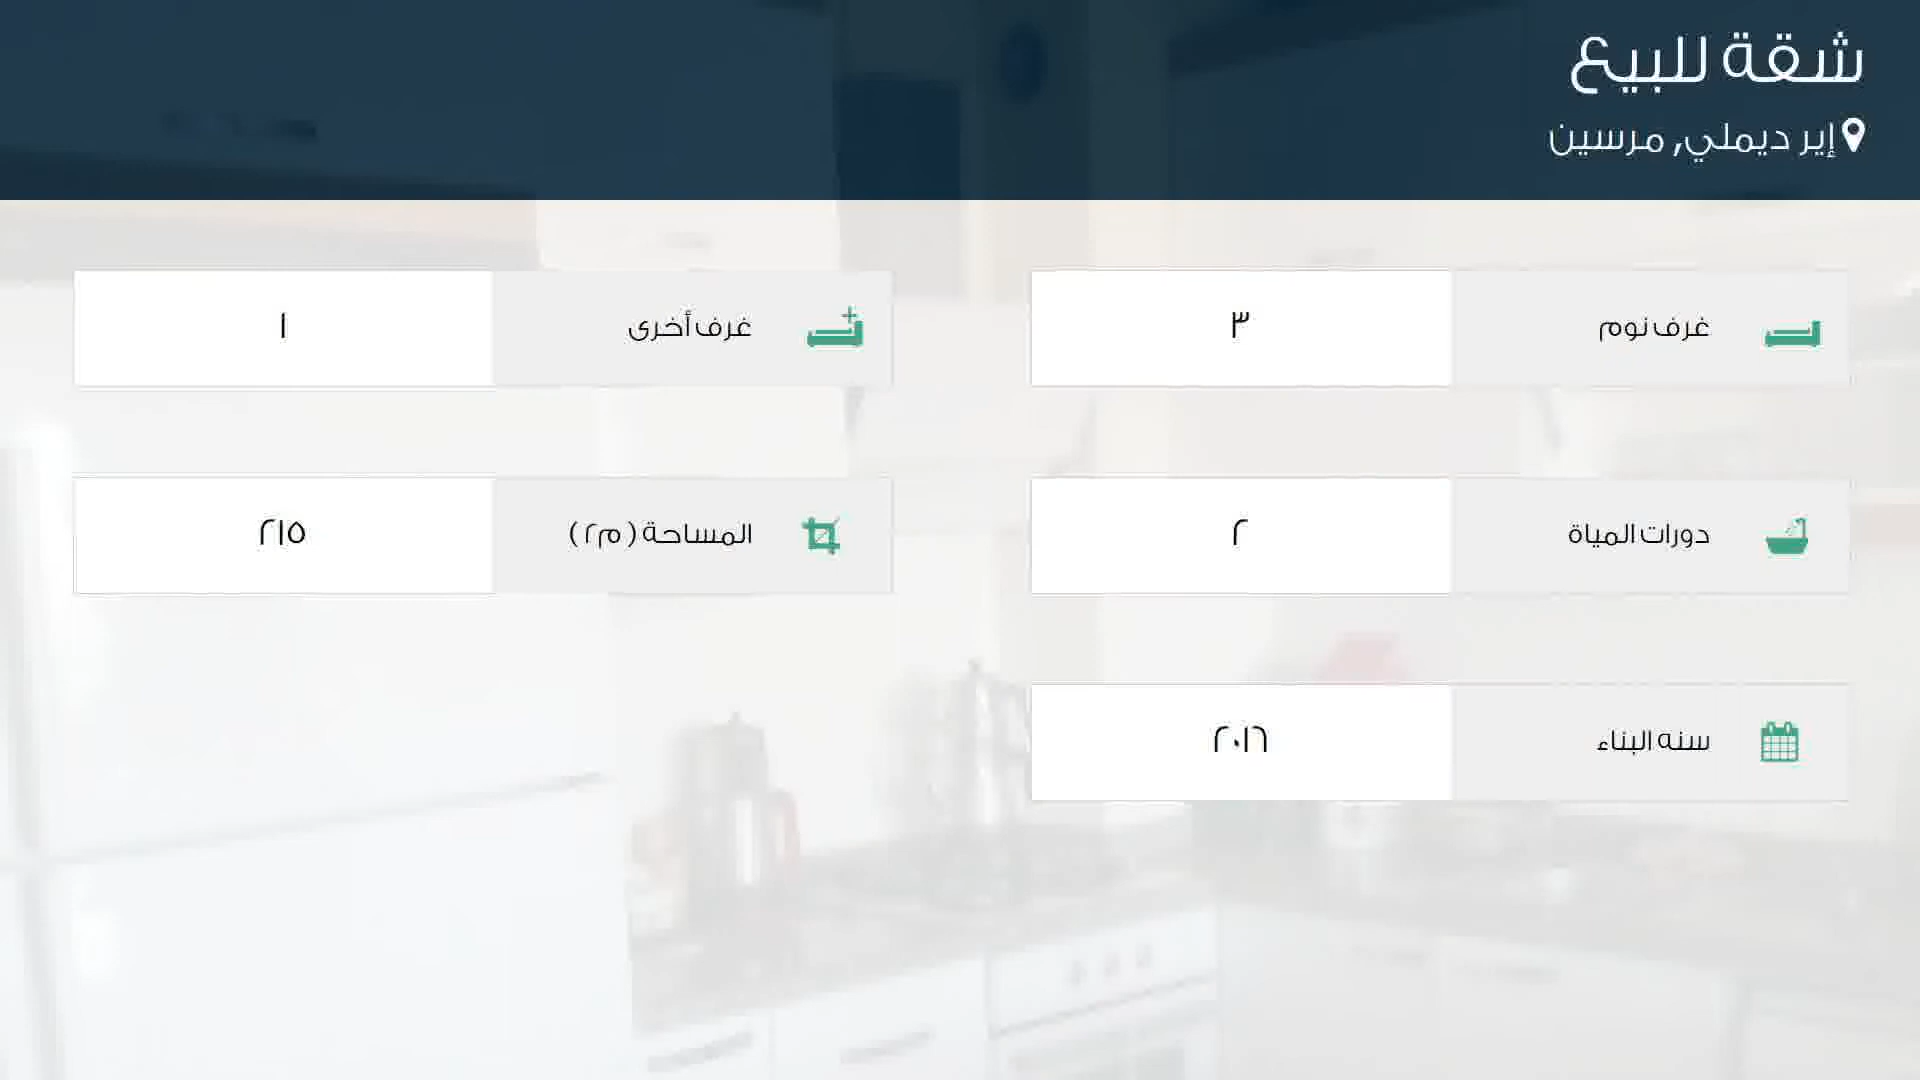 شقة للبيع
إير ديملي, مرسين
غرف نوم ٣
غرف أخرى ١
دورات المياة ٢
المساحة ( م٢ ) ٢١٥
سنه البناء ٢٠١٦